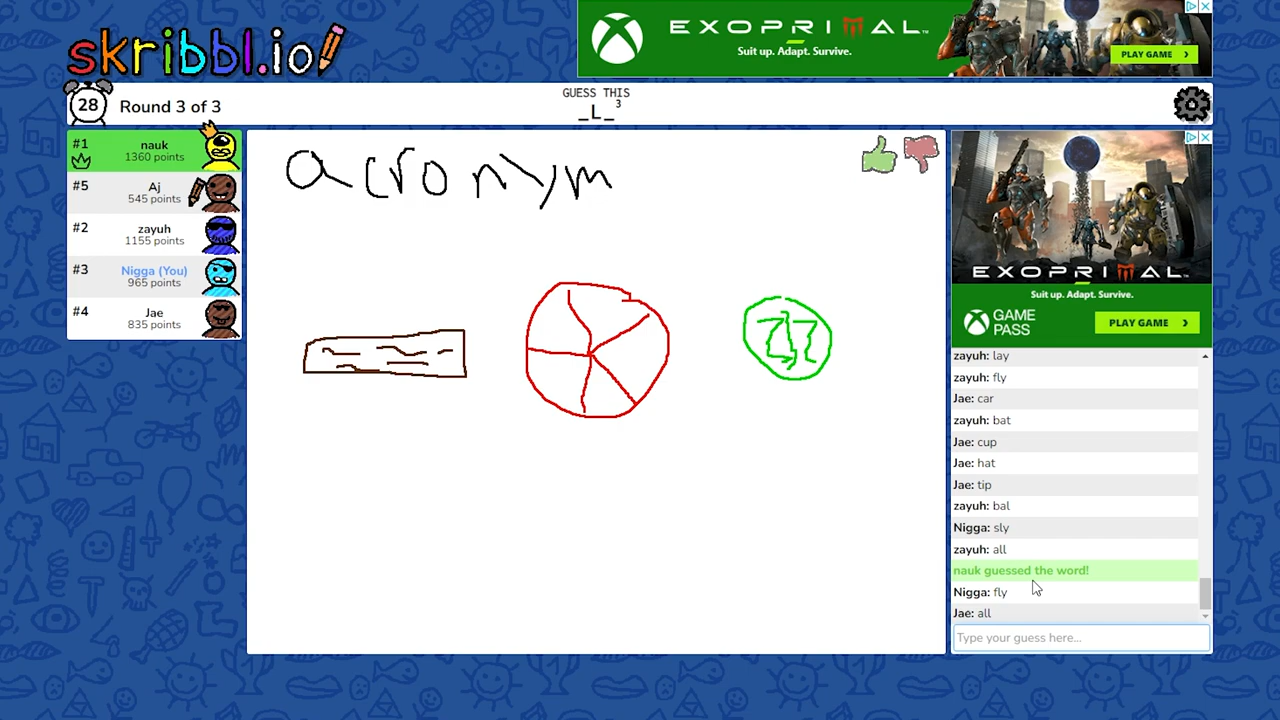 skribbl.io
EXOPRIMAL™
Suit up. Adapt. Survive.
PLAY GAME
28
Round 3 of 3
GUESS THIS
_L_ 3
#1
nauk
1360 points
#5
Aj
545 points
#2
zayuh
1155 points
#3
Nigga (You)
965 points
#4
Jae
835 points
acronym
EXOPRIMAL™
Suit up. Adapt. Survive.
XBOX
GAME
PASS
PLAY GAME
zayuh: lay
zayuh: fly
Jae: car
zayuh: bat
Jae: cup
Jae: hat
Jae: tip
zayuh: bal
Nigga: sly
zayuh: all
nauk guessed the word!
Nigga: fly
Jae: all
Type your guess here...